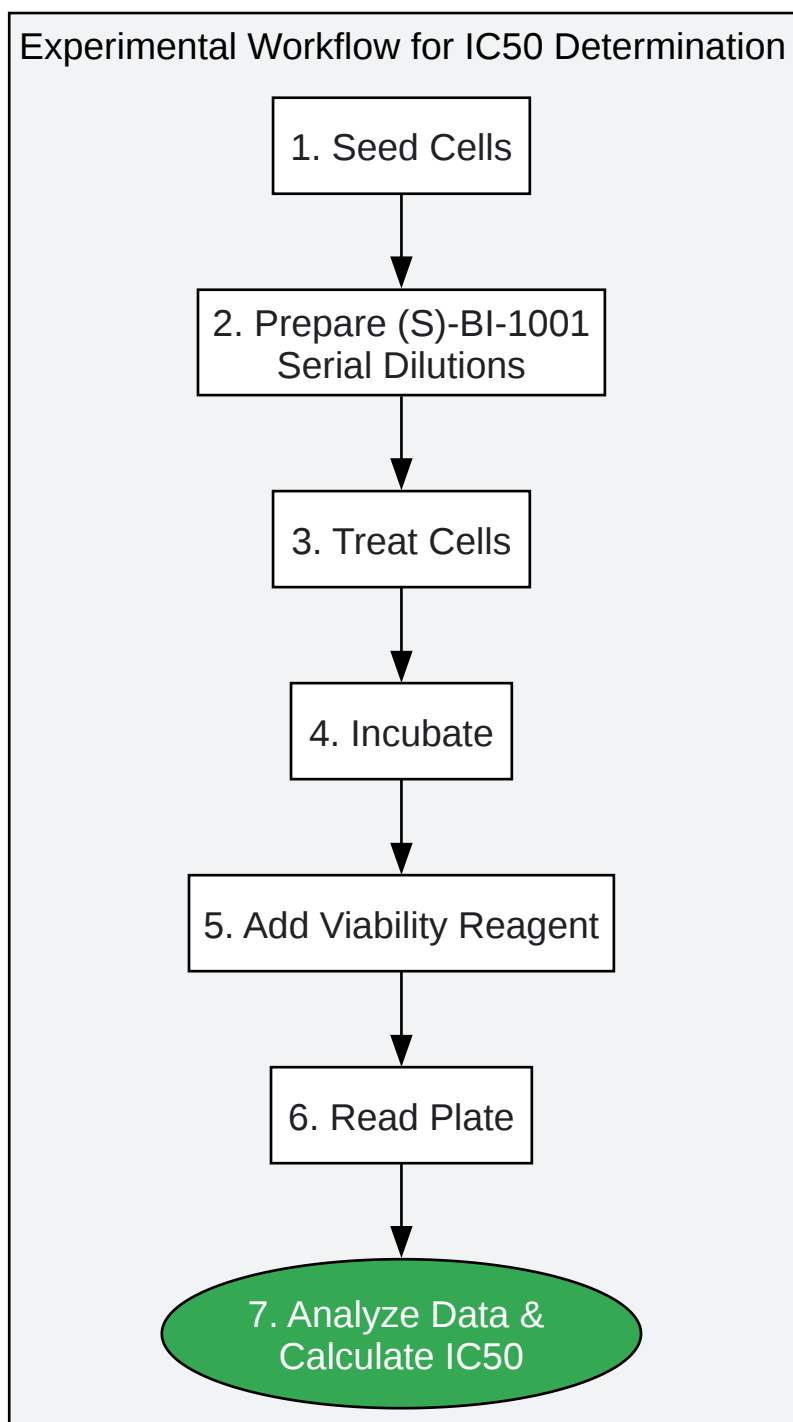 Experimental Workflow for IC50 Determination
1. Seed Cells
2. Prepare (S)-BI-1001
Serial Dilutions
3. Treat Cells
4. Incubate
5. Add Viability Reagent
6. Read Plate
7. Analyze Data &
Calculate IC50